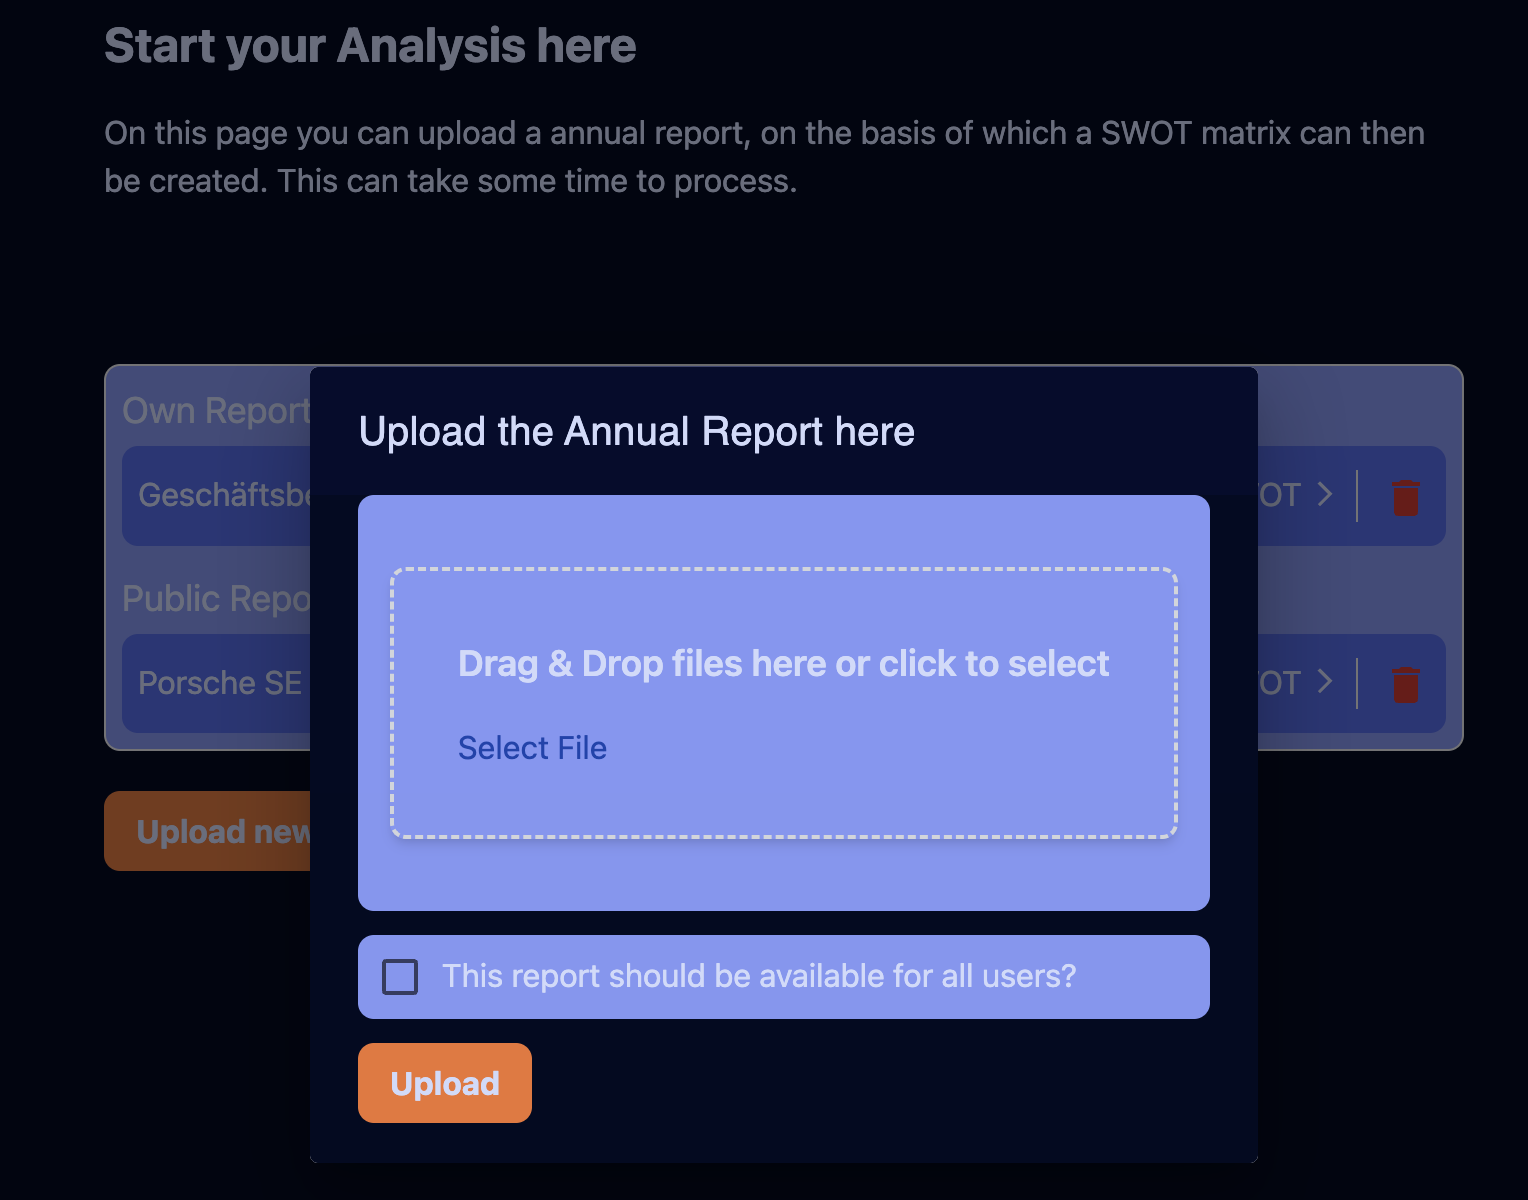 Start your Analysis here
On this page you can upload a annual report, on the basis of which a SWOT matrix can then
be created. This can take some time to process.
Own Report
Upload the Annual Report here
Geschäftsbe
OT
Drag & Drop files here or click to select
Select File
Public Repo
Porsche SE
OT
Upload new
This report should be available for all users?
Upload